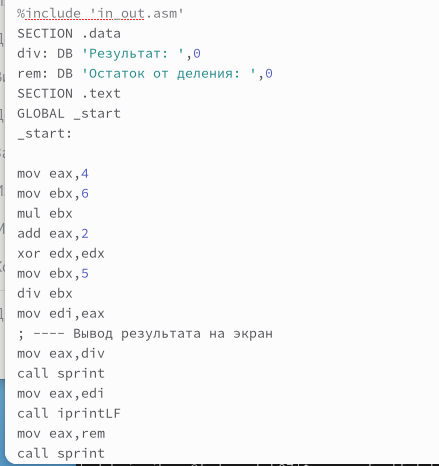 %include 'in_out.asm'
SECTION .data
div: DB 'Результат: ',0
rem: DB 'Остаток от деления: ',0
SECTION .text
GLOBAL _start
_start:
mov eax,4
mov ebx,6
mul ebx
add eax,2
xor edx,edx
mov ebx,5
div ebx
mov edi,eax
; ---- Вывод результата на экран
mov eax,div
call sprint
mov eax,edi
call iprintLF
mov eax,rem
call sprint